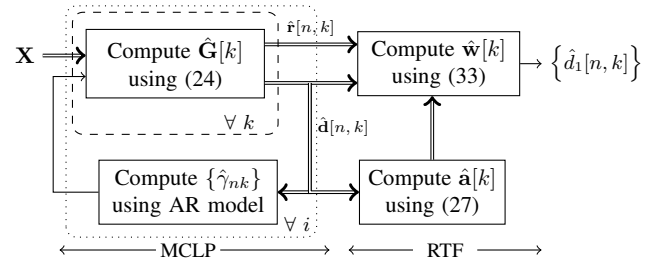 X
Compute Ĝ[k]
using (24)
r̂[n, k]
Compute ŵ[k]
using (33)
{d̂₁[n, k]}
∀ k
d̂[n, k]
Compute {γ̂ₙₖ}
using AR model
Compute â[k]
using (27)
∀ i
MCLP
RTF